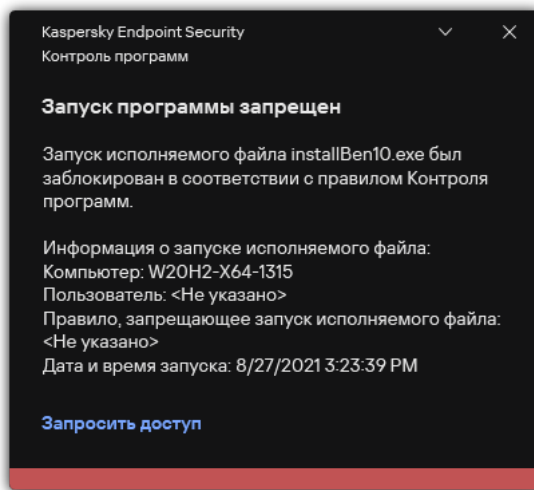 Kaspersky Endpoint Security
Контроль программ
Запуск программы запрещен
Запуск исполняемого файла installBen10.exe был
заблокирован в соответствии с правилом Контроля
программ.
Информация о запуске исполняемого файла:
Компьютер: W20H2-X64-1315
Пользователь: <Не указано>
Правило, запрещающее запуск исполняемого файла:
<Не указано>
Дата и время запуска: 8/27/2021 3:23:39 PM
Запросить доступ